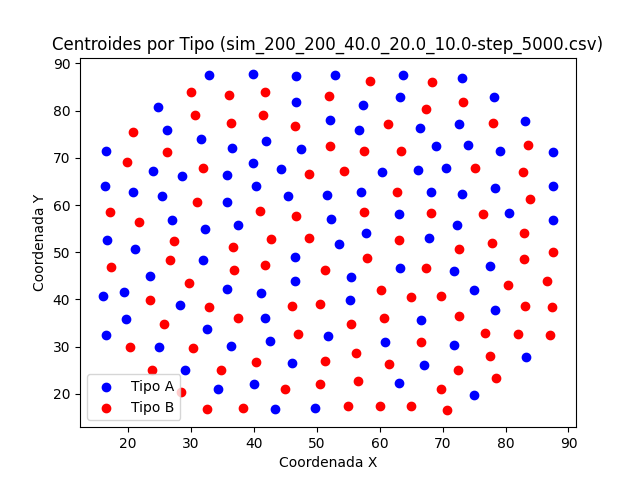 Centroides por Tipo (sim_200_200_40.0_20.0_10.0-step_5000.csv)
90
80
70
60
50
40
30
20
Coordenada Y
Tipo A
Tipo B
20 30 40 50 60 70 80 90
Coordenada X